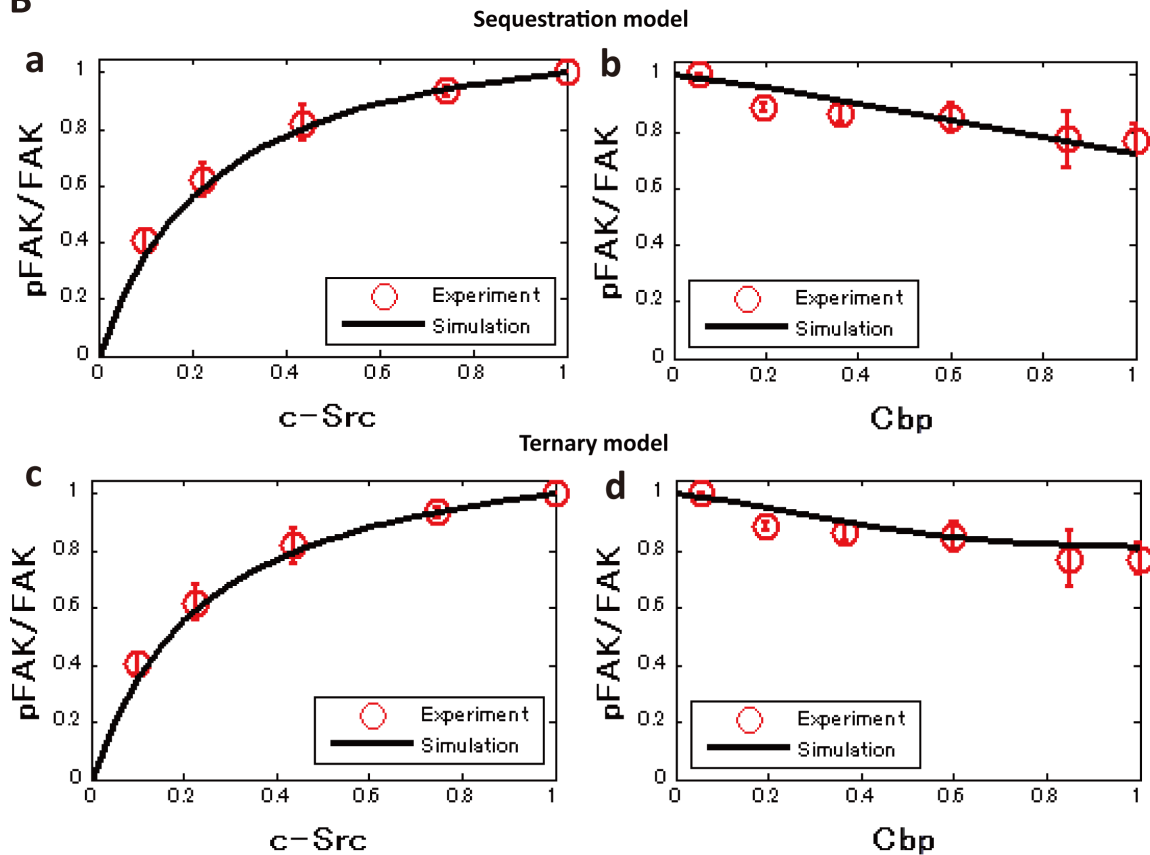 B
Sequestration model
a
b
1
0.8
0.6
0.4
0.2
0
pFAK/FAK
Experiment
Simulation
0 0.2 0.4 0.6 0.8 1
c-Src
1
0.8
0.6
0.4
0.2
0
pFAK/FAK
Experiment
Simulation
0 0.2 0.4 0.6 0.8 1
Cbp
Ternary model
c
d
1
0.8
0.6
0.4
0.2
0
pFAK/FAK
Experiment
Simulation
0 0.2 0.4 0.6 0.8 1
c-Src
1
0.8
0.6
0.4
0.2
0
pFAK/FAK
Experiment
Simulation
0 0.2 0.4 0.6 0.8 1
Cbp